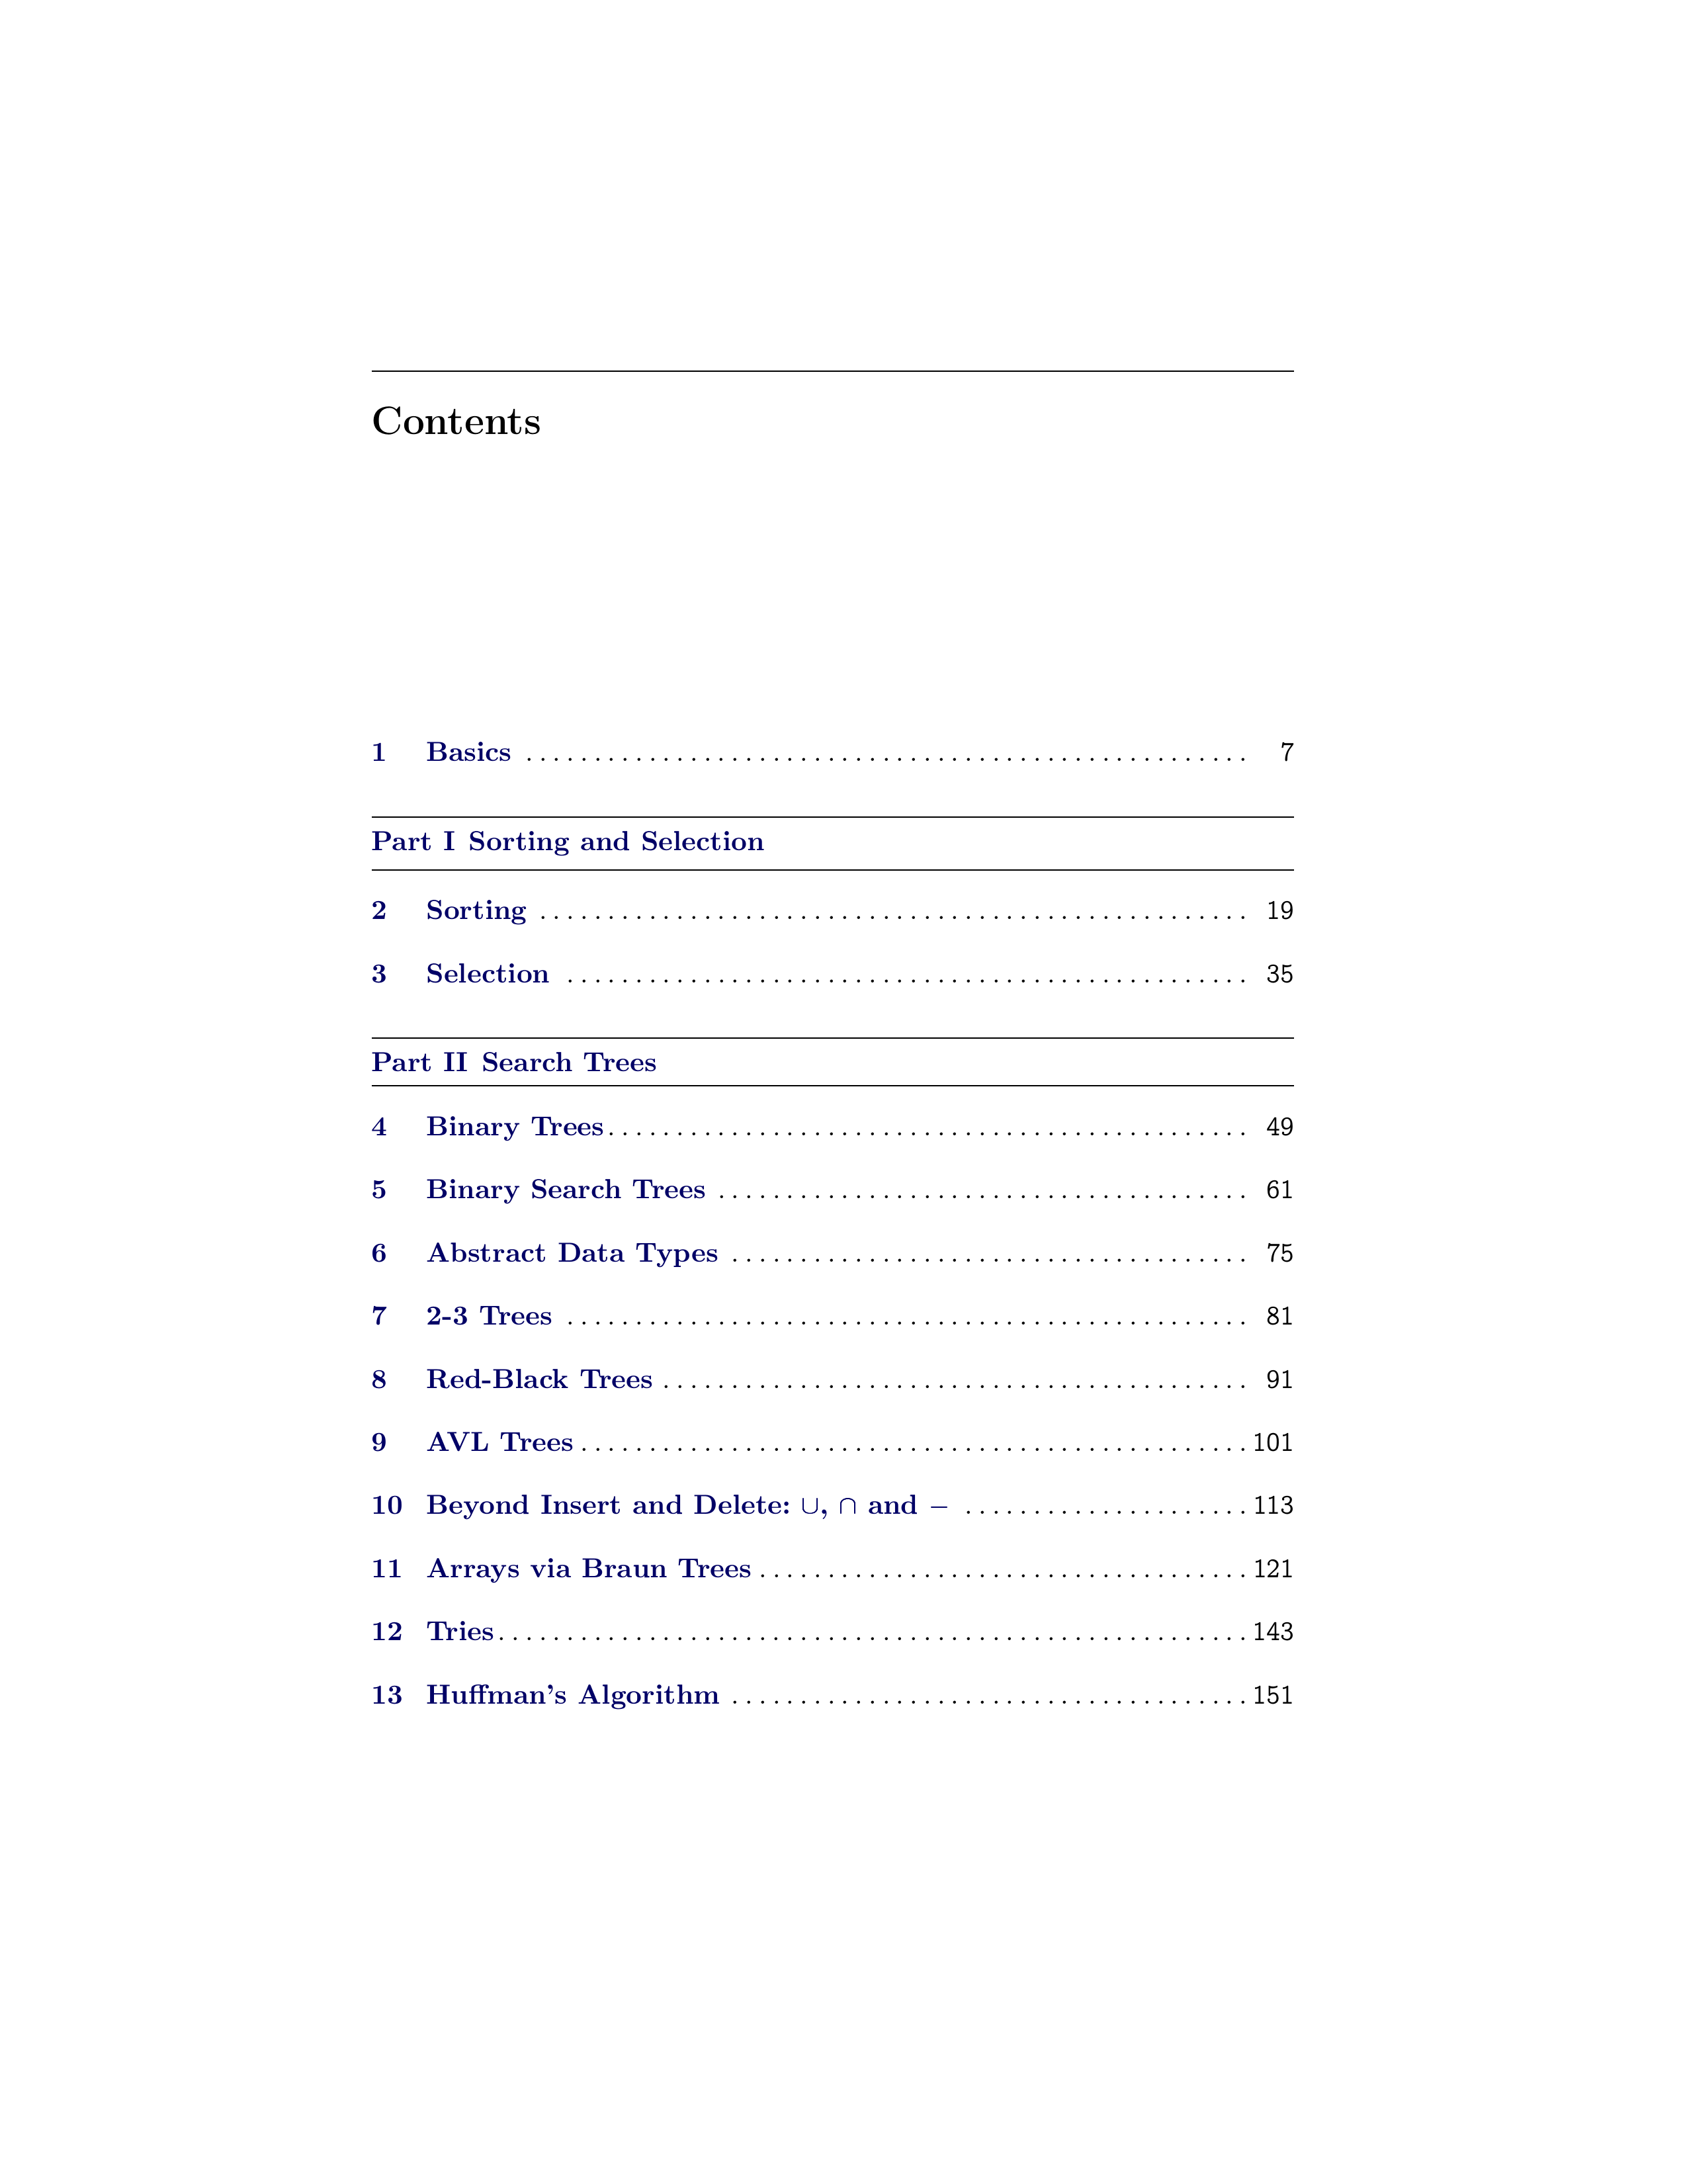 Contents
1 Basics . . . . . . . . . . . . . . . . . . . . . . . . . . . . . . . . . . . . . . . . . . . . . . . . . . . . . 7
Part I Sorting and Selection
2 Sorting . . . . . . . . . . . . . . . . . . . . . . . . . . . . . . . . . . . . . . . . . . . . . . . . . . . . 19
3 Selection . . . . . . . . . . . . . . . . . . . . . . . . . . . . . . . . . . . . . . . . . . . . . . . . . . 35
Part II Search Trees
4 Binary Trees . . . . . . . . . . . . . . . . . . . . . . . . . . . . . . . . . . . . . . . . . . . . . . . 49
5 Binary Search Trees . . . . . . . . . . . . . . . . . . . . . . . . . . . . . . . . . . . . . . . 61
6 Abstract Data Types . . . . . . . . . . . . . . . . . . . . . . . . . . . . . . . . . . . . . . 75
7 2-3 Trees . . . . . . . . . . . . . . . . . . . . . . . . . . . . . . . . . . . . . . . . . . . . . . . . . . 81
8 Red-Black Trees . . . . . . . . . . . . . . . . . . . . . . . . . . . . . . . . . . . . . . . . . . . 91
9 AVL Trees . . . . . . . . . . . . . . . . . . . . . . . . . . . . . . . . . . . . . . . . . . . . . . . . . 101
10 Beyond Insert and Delete: ∪, ∩ and − . . . . . . . . . . . . . . . . . . . . . 113
11 Arrays via Braun Trees . . . . . . . . . . . . . . . . . . . . . . . . . . . . . . . . . . . . 121
12 Tries . . . . . . . . . . . . . . . . . . . . . . . . . . . . . . . . . . . . . . . . . . . . . . . . . . . . . . . 143
13 Huffman's Algorithm . . . . . . . . . . . . . . . . . . . . . . . . . . . . . . . . . . . . . . 151